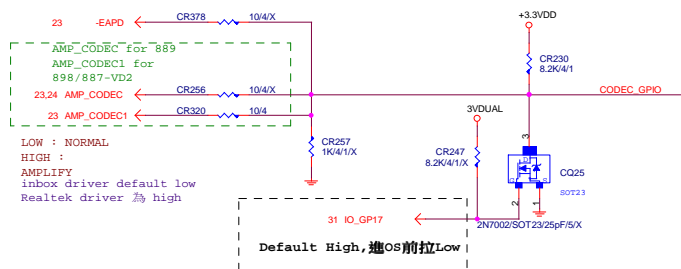 23 -EAPD CR378 10/4/X +3.3VDD
AMP_CODEC for 889
AMP_CODEC1 for
898/887-VD2
CR230
8.2K/4/1
23,24 AMP_CODEC CR256 10/4/X CODEC_GPIO
23 AMP_CODEC1 CR320 10/4
3VDUAL
LOW : NORMAL
HIGH :
AMPLIFY
inbox driver default low
Realtek driver 為 high
CR257
1K/4/1/X
CR247
8.2K/4/1/X
3
D
G
S
CQ25
SOT23
2
1
2N7002/SOT23/25pF/5/X
31 IO_GP17
Default High,進OS前拉Low